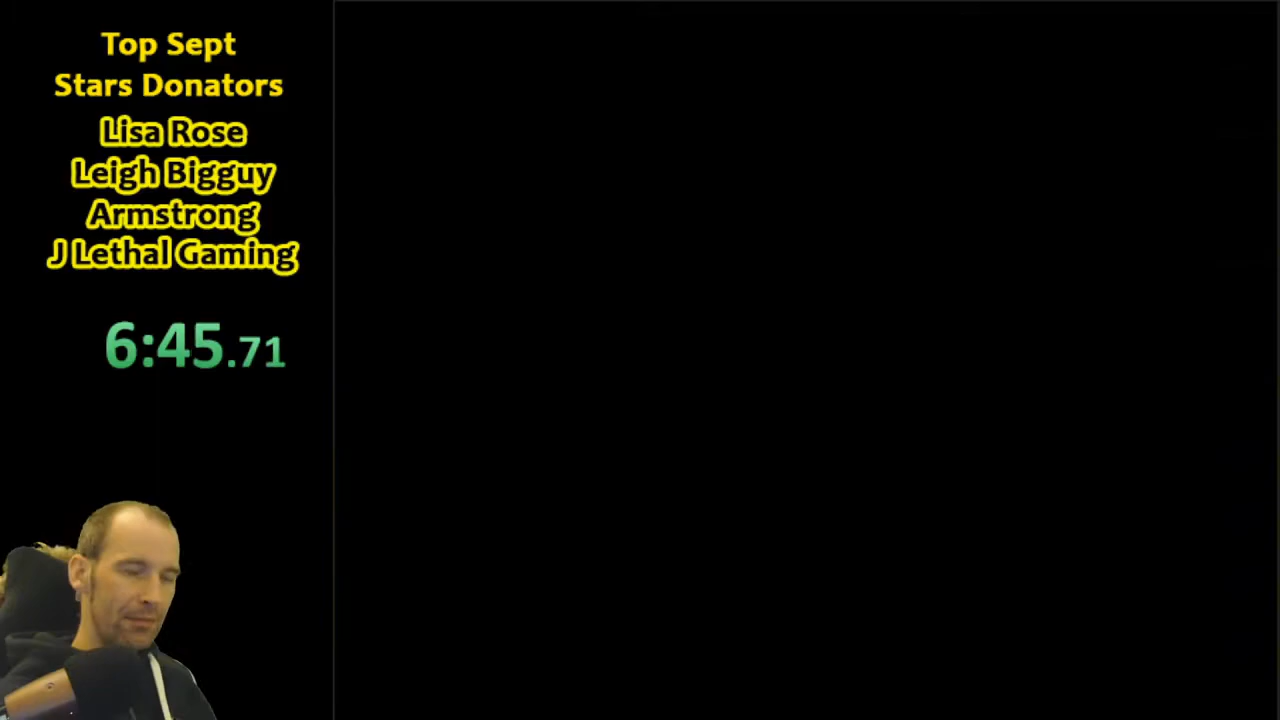 Top Sept
Stars Donators
Lisa Rose
Leigh Bigguy
Armstrong
J Lethal Gaming
6:45.71